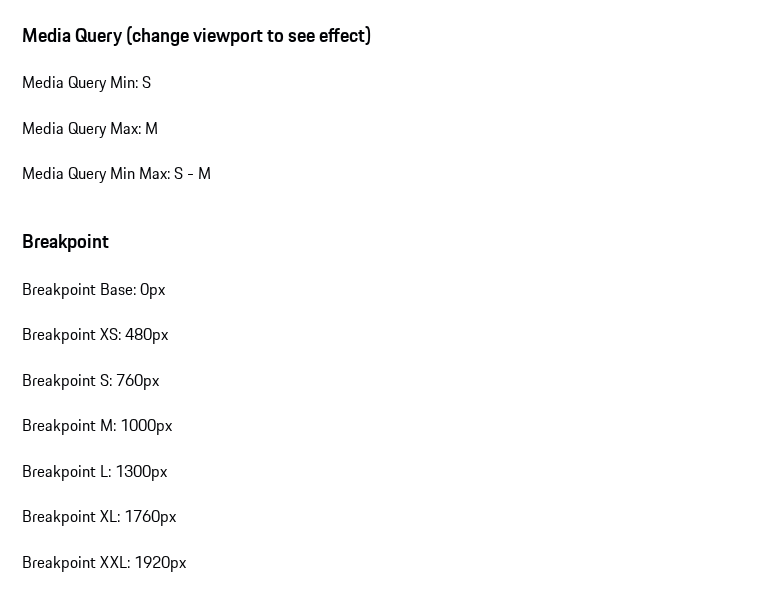 Media Query (change viewport to see effect)
Media Query Min: S
Media Query Max: M
Media Query Min Max: S - M
Breakpoint
Breakpoint Base: 0px
Breakpoint XS: 480px
Breakpoint S: 760px
Breakpoint M: 1000px
Breakpoint L: 1300px
Breakpoint XL: 1760px
Breakpoint XXL: 1920px